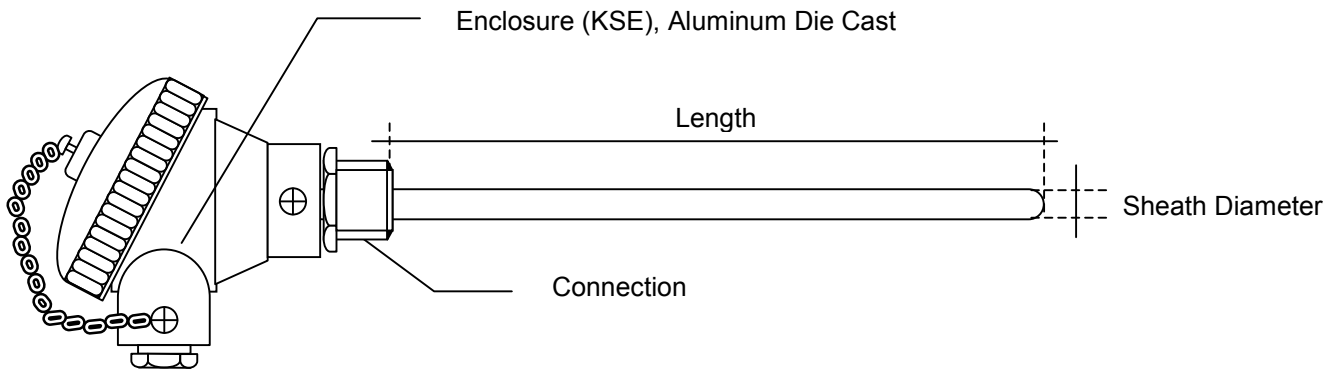 Enclosure (KSE), Aluminum Die Cast
Length
Sheath Diameter
Connection